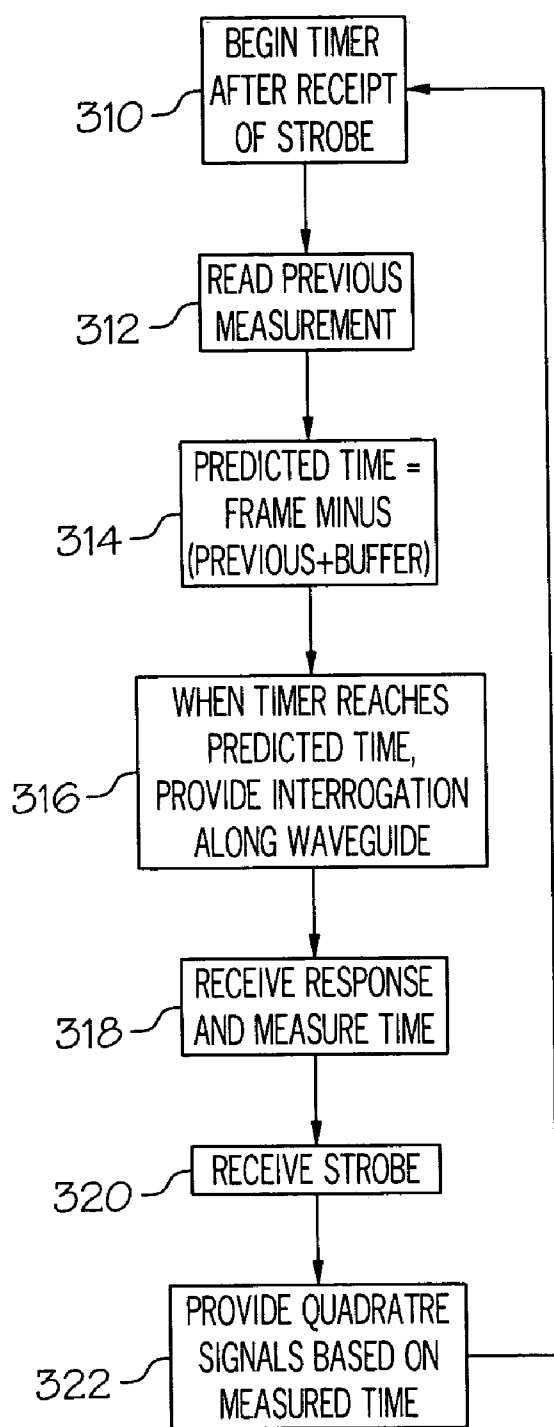 BEGIN TIMER
AFTER RECEIPT
OF STROBE
310
READ PREVIOUS
MEASUREMENT
312
PREDICTED TIME =
FRAME MINUS
(PREVIOUS+BUFFER)
314
WHEN TIMER REACHES
PREDICTED TIME,
PROVIDE INTERROGATION
ALONG WAVEGUIDE
316
RECEIVE RESPONSE
AND MEASURE TIME
318
RECEIVE STROBE
320
PROVIDE QUADRATRE
SIGNALS BASED ON
MEASURED TIME
322